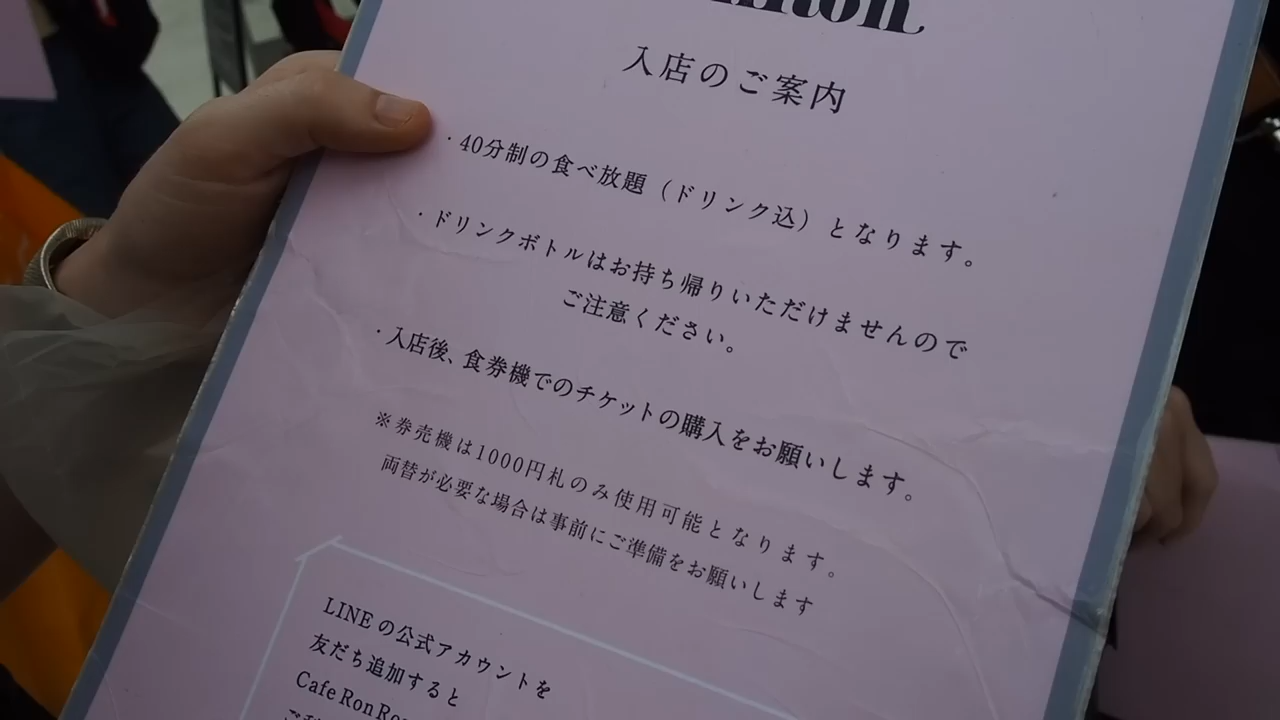 入店のご案内
・40分制の食べ放題（ドリンク込）となります。
・ドリンクボトルはお持ち帰りいただけませんので
ご注意ください。
・入店後、食券機でのチケットの購入をお願いします。
※券売機は1000円札のみ使用可能となります。
両替が必要な場合は事前にご準備をお願いします
LINEの公式アカウントを
友だち追加すると
Cafe Ron Ron